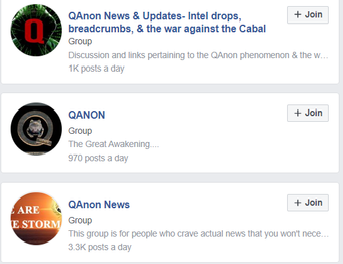 QAnon News & Updates- Intel drops,
breadcrumbs, & the war against the Cabal
+ Join
Group
Discussion and links pertaining to the QAnon phenomenon & the w...
1K posts a day
QANON
+ Join
Group
The Great Awakening....
970 posts a day
QAnon News
+ Join
Group
This group is for people who crave actual news that you won't nece...
3.3K posts a day
Q
ARE
E STORM